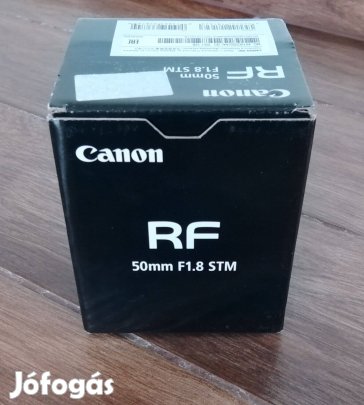 Canon
RF
50mm
F1.8 STM
Canon
RF
50mm F1.8 STM
Jófogás